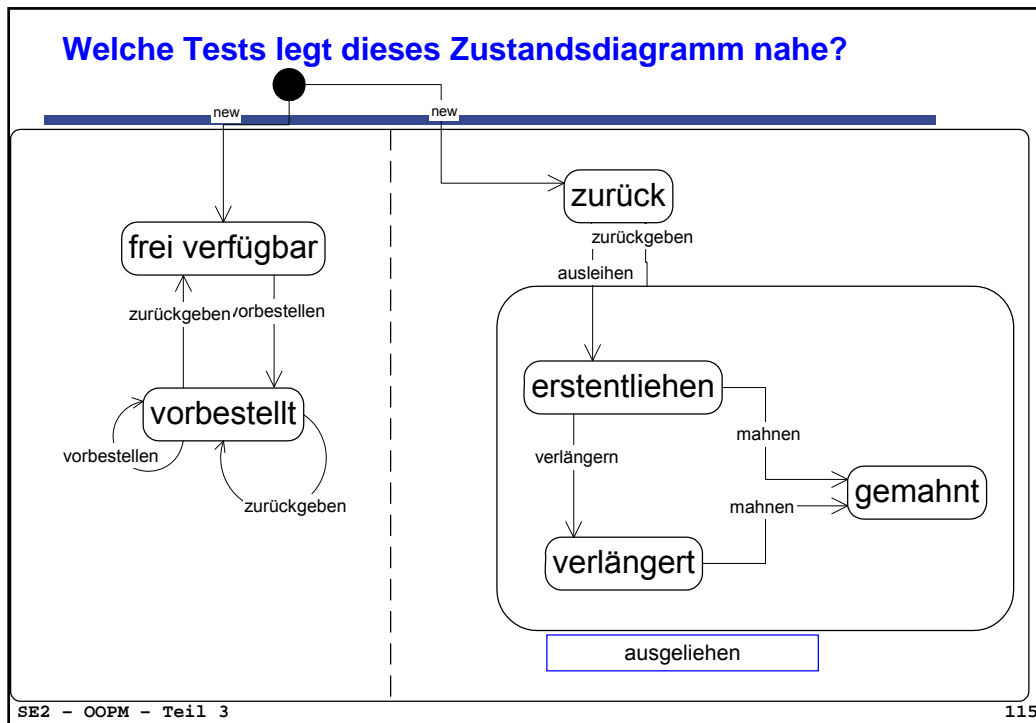 Welche Tests legt dieses Zustandsdiagramm nahe?
new
new
zurück
frei verfügbar
zurückgeben
ausleihen
zurückgeben
vorbestellen
erstentliehen
vorbestellt
mahnen
vorbestellen
verlängern
gemahnt
zurückgeben
mahnen
verlängert
ausgeliehen
SE2 – OOPM – Teil 3
115